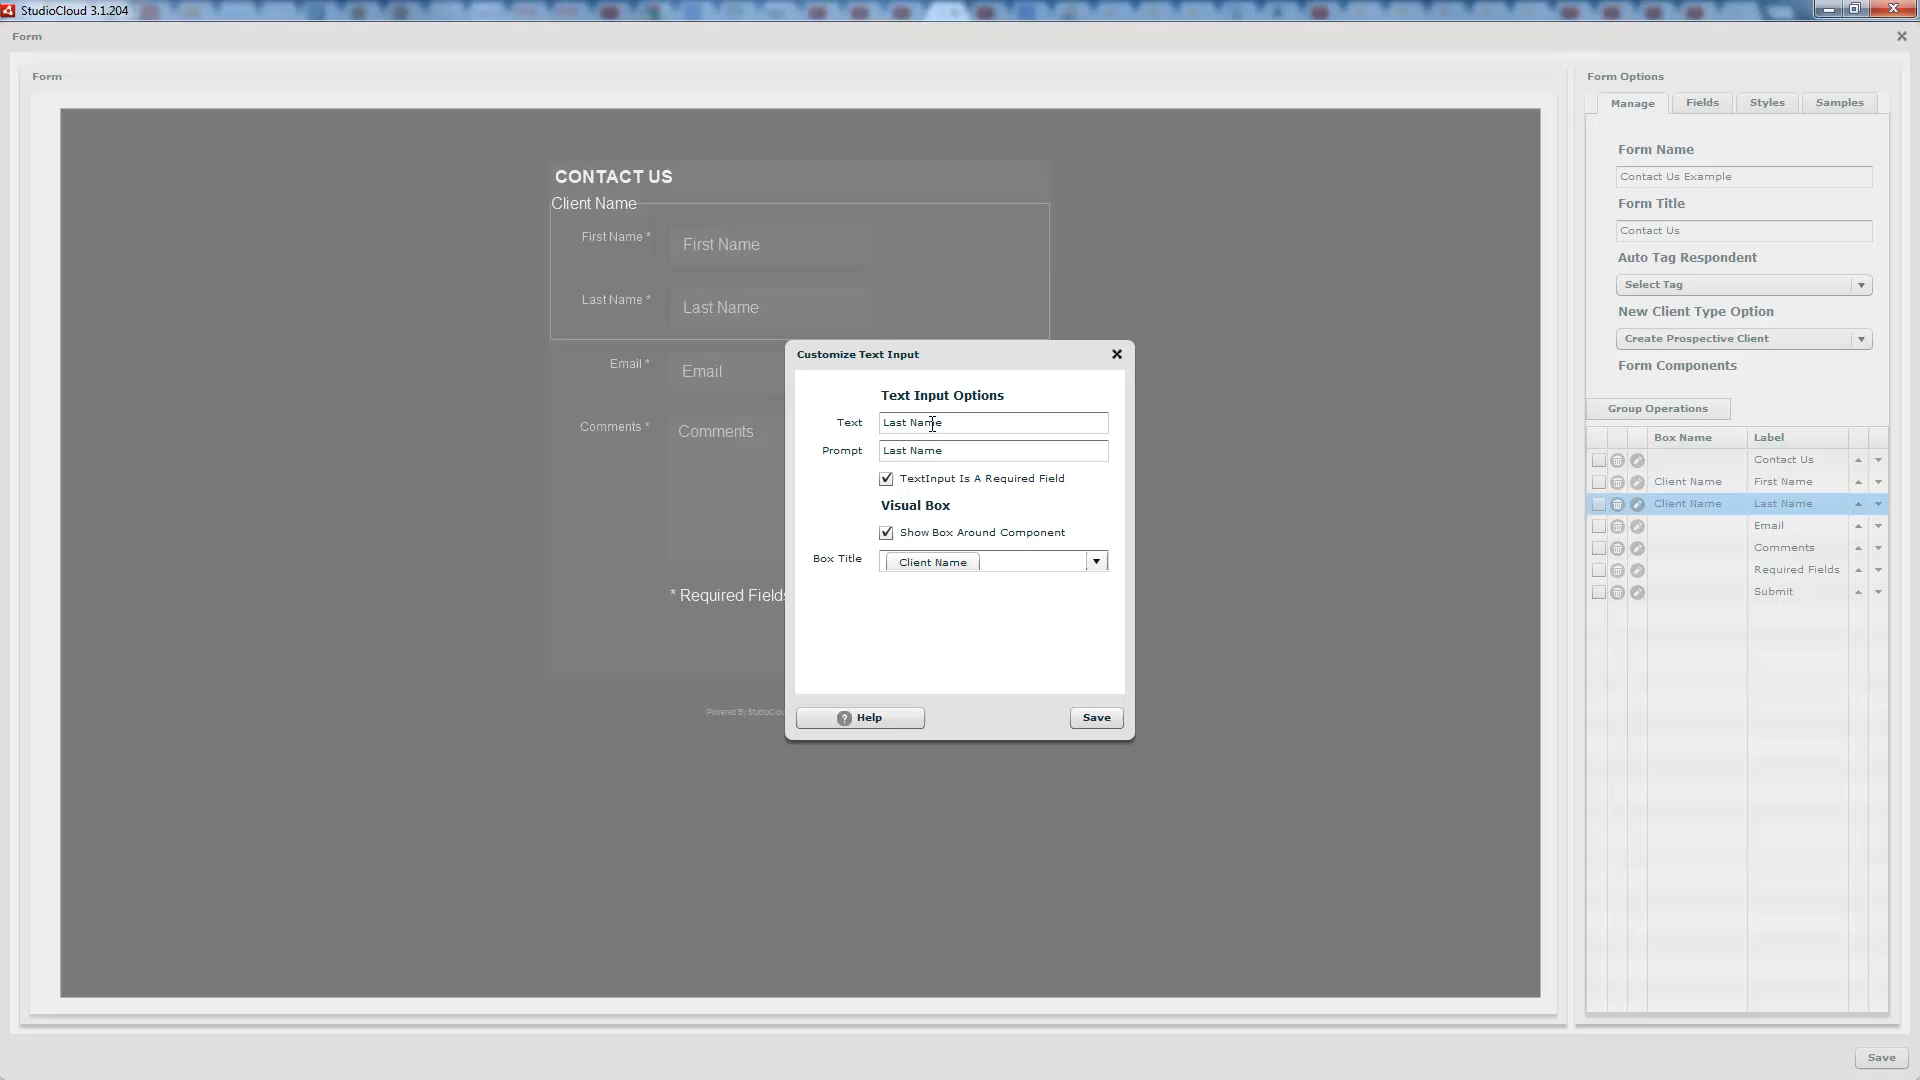 StudioCloud 3.1.204
Form
Form
CONTACT US
Client Name
First Name *
First Name
Last Name *
Last Name
Email *
Email
Comments *
Comments
* Required Fields
Powered By StudioClou
Customize Text Input
Text Input Options
Text
Last Name
Prompt
Last Name
TextInput Is A Required Field
Visual Box
Show Box Around Component
Box Title
Client Name
? Help
Save
Form Options
Manage
Fields
Styles
Samples
Form Name
Contact Us Example
Form Title
Contact Us
Auto Tag Respondent
Select Tag
New Client Type Option
Create Prospective Client
Form Components
Group Operations
Box Name Label
Contact Us
Client Name First Name
Client Name Last Name
Email
Comments
Required Fields
Submit
Save